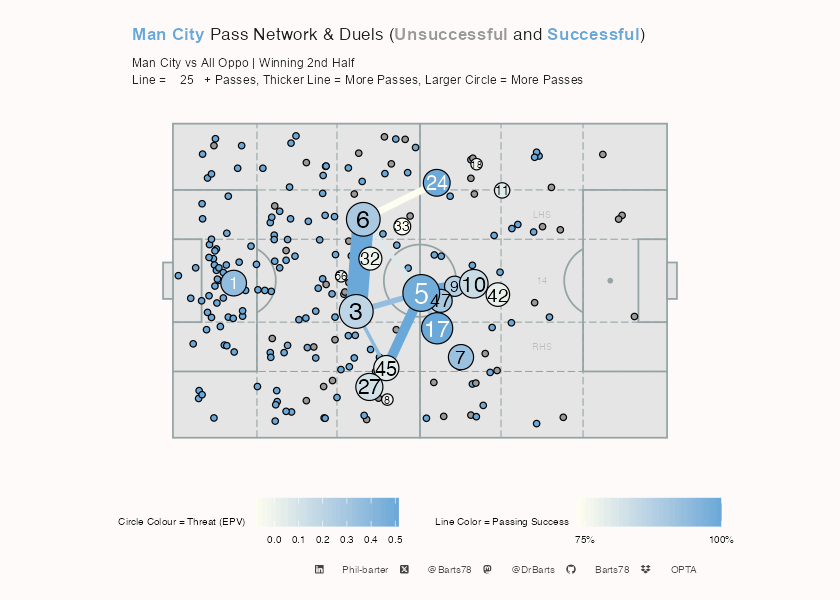 Man City Pass Network & Duels (Unsuccessful and Successful)
Man City vs All Oppo | Winning 2nd Half
Line = 25 + Passes, Thicker Line = More Passes, Larger Circle = More Passes
18
24
11
LHS
6
33
32
56
1
14
9
10
5
42
47
3
17
RHS
7
45
27
8
Circle Colour = Threat (EPV)
0.0 0.1 0.2 0.3 0.4 0.5
Line Color = Passing Success
75% 100%
Phil-barter @Barts78 @DrBarts Barts78 OPTA